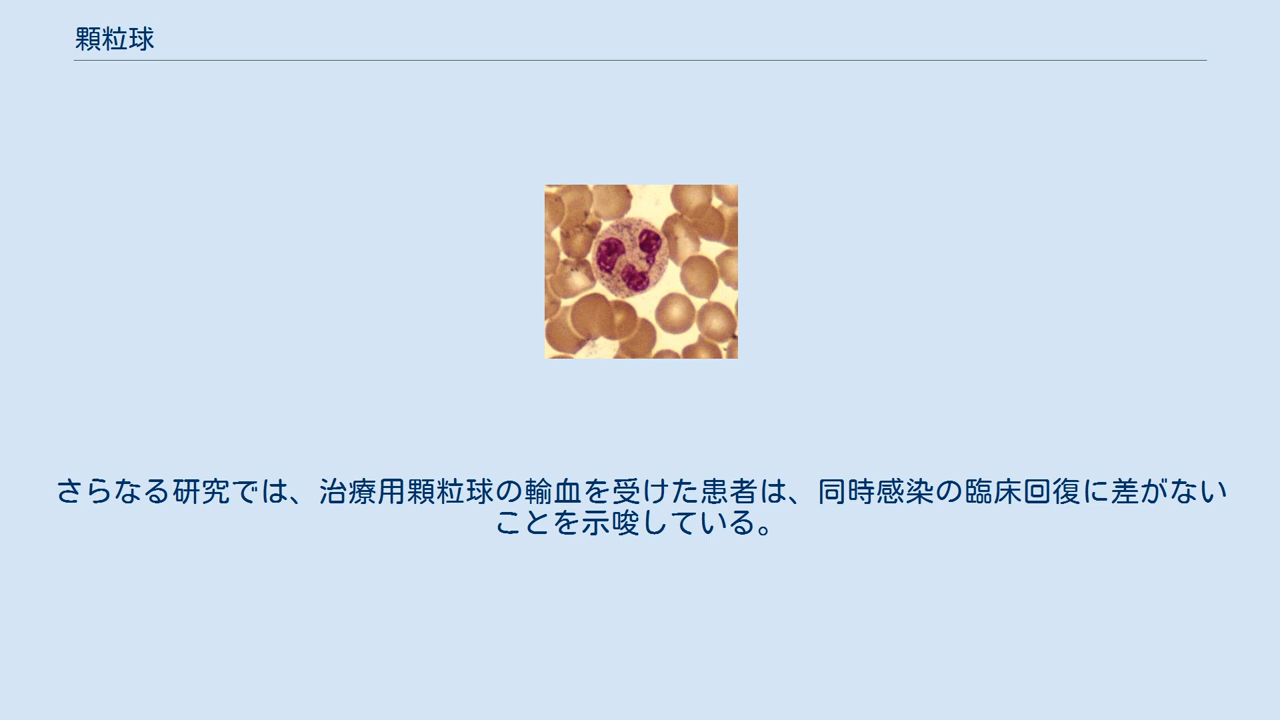 顆粒球
さらなる研究では、治療用顆粒球の輸血を受けた患者は、同時感染の臨床回復に差がない
ことを示唆している。